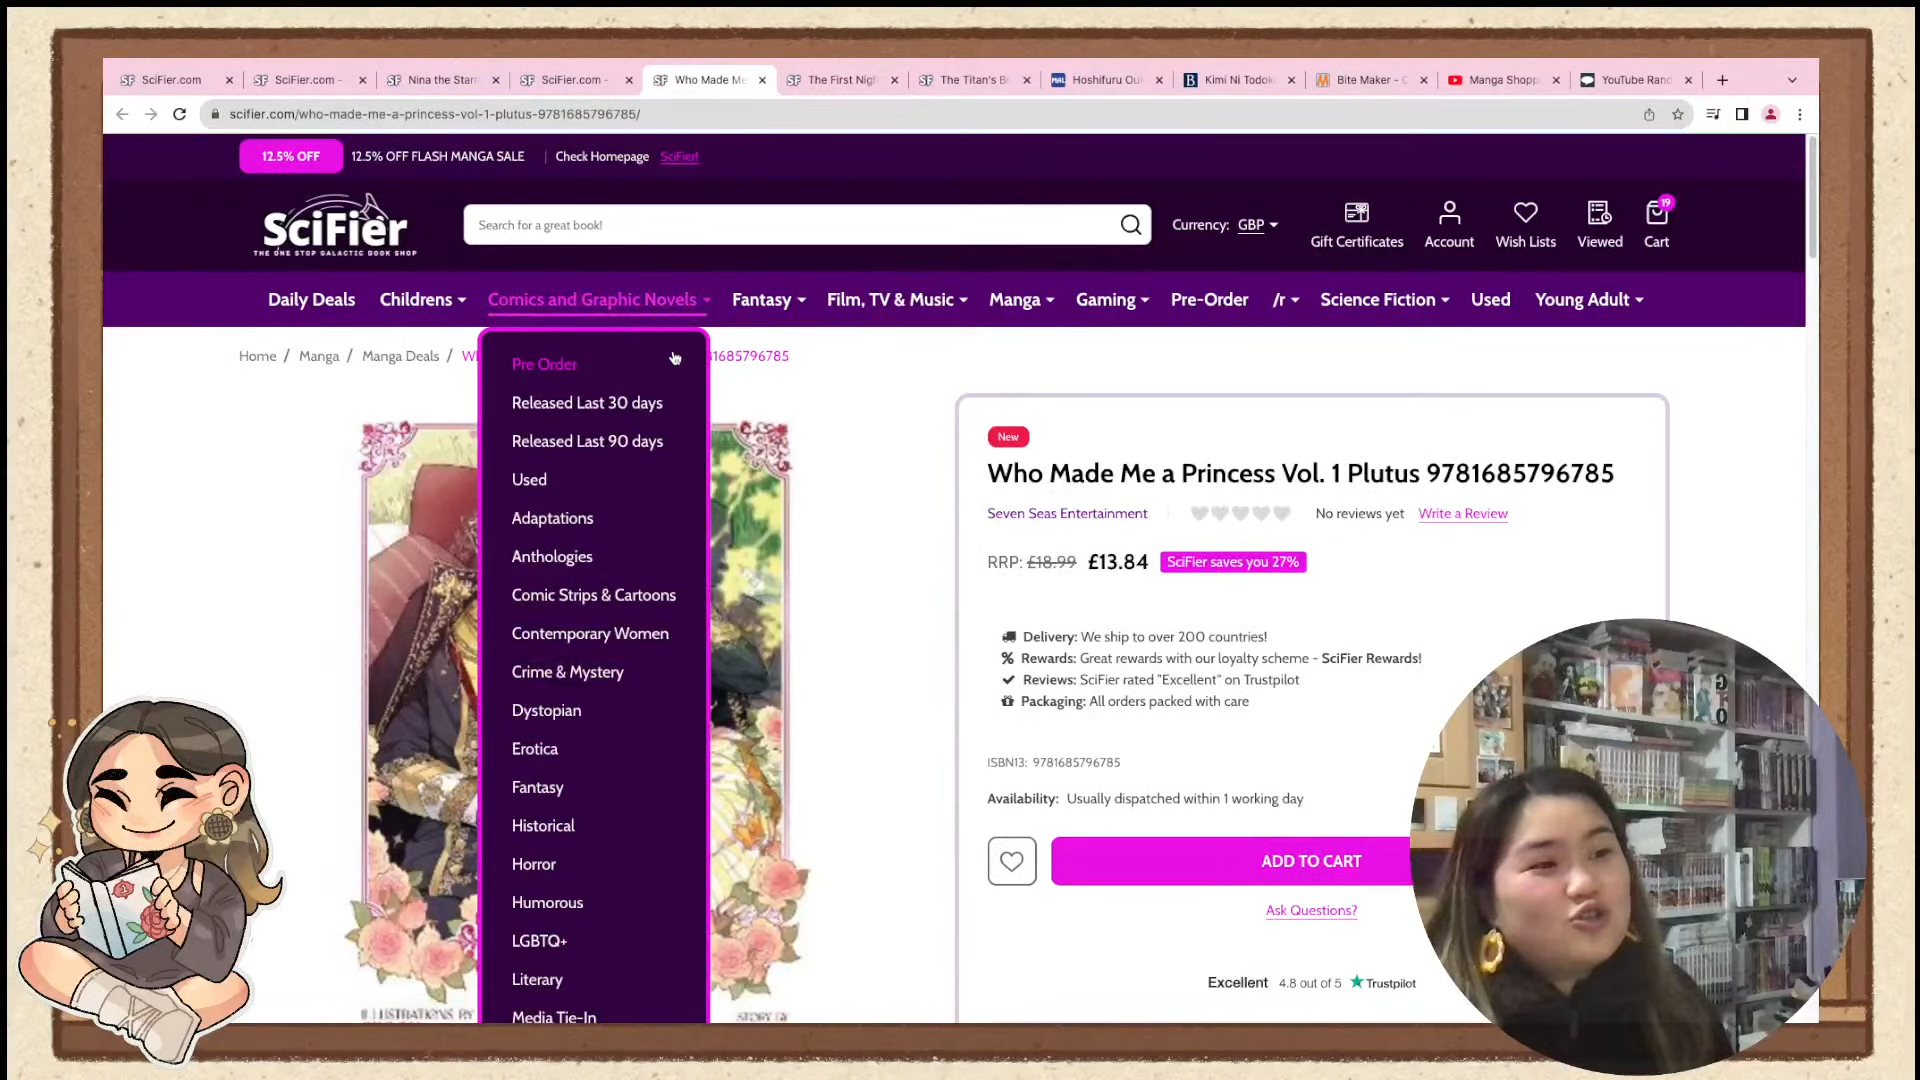 SciFier.com
SciFier.com -
Nina the Starr
SciFier.com -
Who Made Me
The First Nigh
The Titan's Br
Hoshifuru Ouk
Kimi Ni Todok
Bite Maker - C
Manga Shopp
YouTube Rand
scifier.com/who-made-me-a-princess-vol-1-plutus-9781685796785/
12.5% OFF
12.5% OFF FLASH MANGA SALE
Check Homepage
SciFier!
SciFier
THE ONE STOP GALACTIC BOOK SHOP
Search for a great book!
Currency: GBP
Gift Certificates
Account
Wish Lists
Viewed
19
Cart
Daily Deals
Childrens
Comics and Graphic Novels
Fantasy
Film, TV & Music
Manga
Gaming
Pre-Order
/r
Science Fiction
Used
Young Adult
Home / Manga / Manga Deals /
1685796785
Pre Order
Released Last 30 days
Released Last 90 days
Used
Adaptations
Anthologies
Comic Strips & Cartoons
Contemporary Women
Crime & Mystery
Dystopian
Erotica
Fantasy
Historical
Horror
Humorous
LGBTQ+
Literary
Media Tie-In
ILLUSTRATIONS BY
New
Who Made Me a Princess Vol. 1 Plutus 9781685796785
Seven Seas Entertainment
No reviews yet
Write a Review
RRP: £18.99 £13.84 SciFier saves you 27%
Delivery: We ship to over 200 countries!
Rewards: Great rewards with our loyalty scheme - SciFier Rewards!
Reviews: SciFier rated "Excellent" on Trustpilot
Packaging: All orders packed with care
ISBN13: 9781685796785
Availability: Usually dispatched within 1 working day
ADD TO CART
Ask Questions?
Excellent 4.8 out of 5 Trustpilot